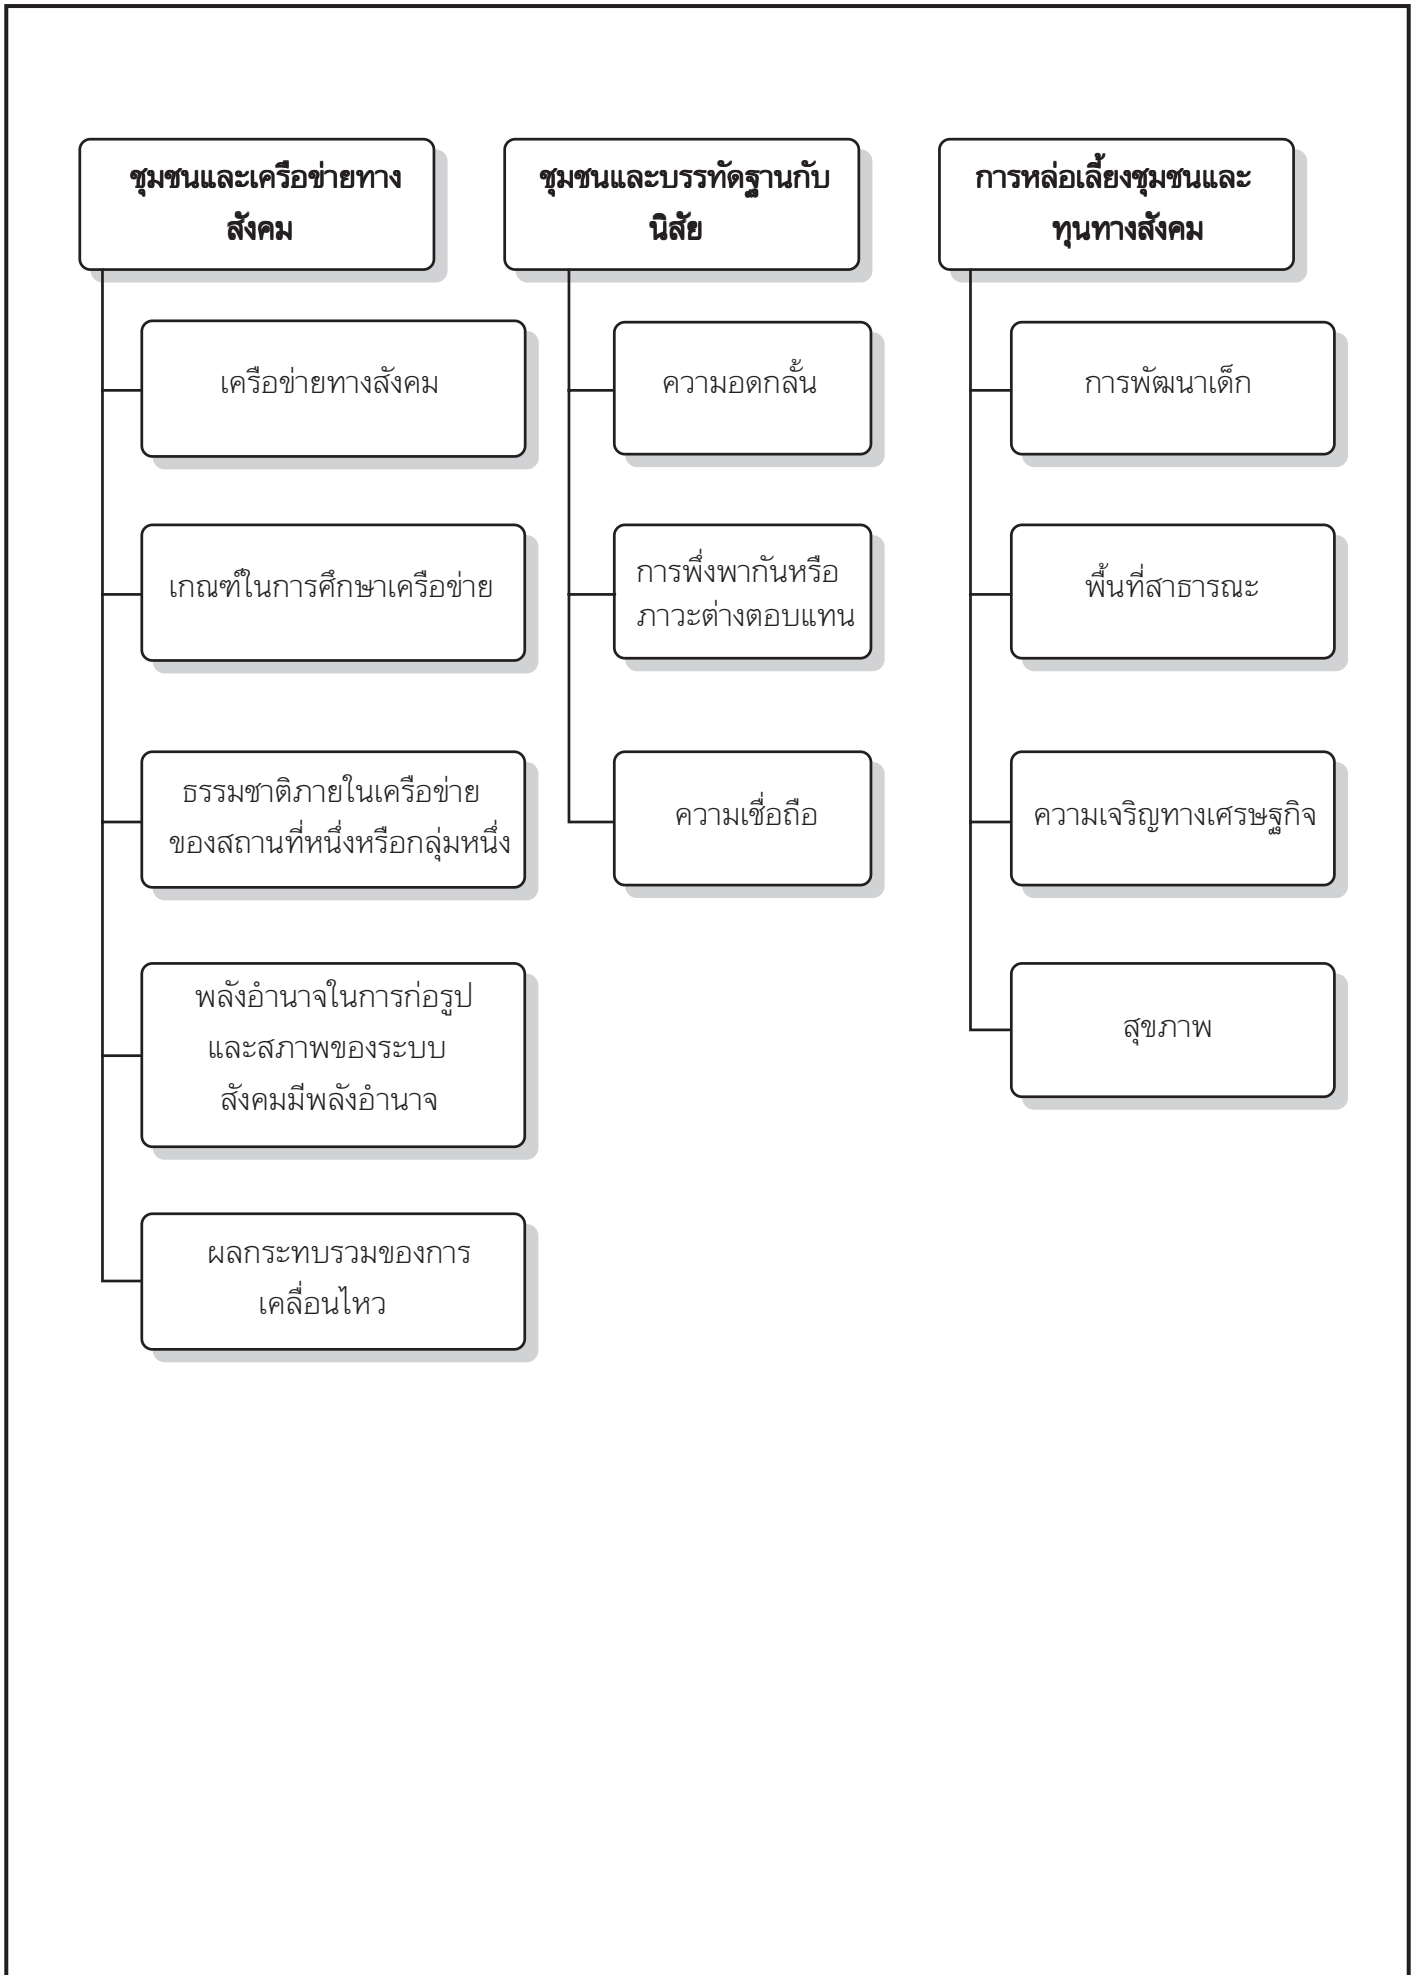 ชุมชนและเครือข่ายทาง
สังคม
เครือข่ายทางสังคม
เกณฑ์ในการศึกษาเครือข่าย
ธรรมชาติภายในเครือข่าย
ของสถานที่หนึ่งหรือกลุ่มหนึ่ง
พลังอำนาจในการก่อรูป
และสภาพของระบบ
สังคมมีพลังอำนาจ
ผลกระทบรวมของการ
เคลื่อนไหว
ชุมชนและบรรทัดฐานกับ
นิสัย
ความอดกลั้น
การพึ่งพากันหรือ
ภาวะต่างตอบแทน
ความเชื่อถือ
การหล่อเลี้ยงชุมชนและ
ทุนทางสังคม
การพัฒนาเด็ก
พื้นที่สาธารณะ
ความเจริญทางเศรษฐกิจ
สุขภาพ